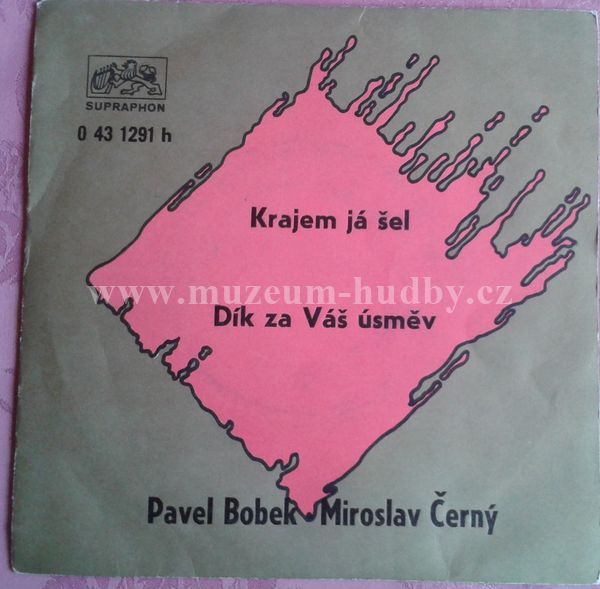 SUPRAPHON
0 43 1291 h
Krajem já šel
www.muzeum-hudby.cz
Dík za Váš úsměv
Pavel Bobek • Miroslav Černý